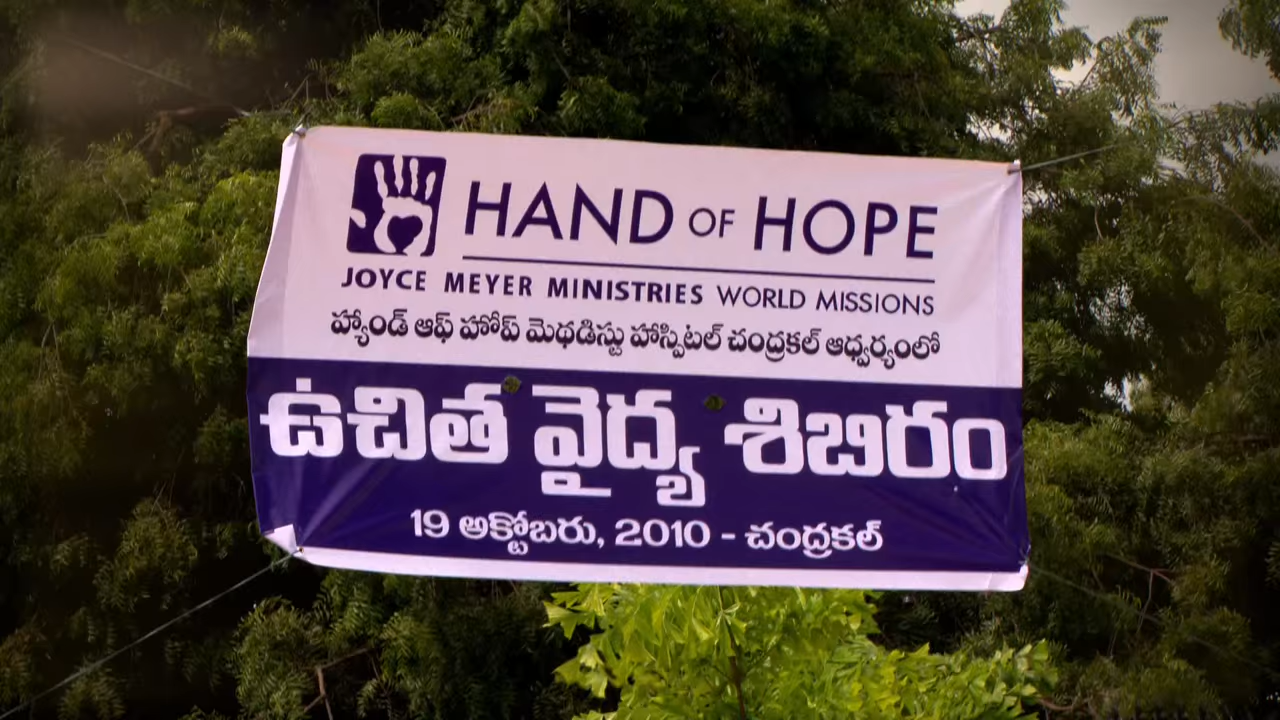 HAND OF HOPE
JOYCE MEYER MINISTRIES WORLD MISSIONS
హ్యాండ్ ఆఫ్ హోప్ మెథడిస్టు హాస్పిటల్ చంద్రకల్ ఆధ్వర్యంలో
ఉచిత వైద్య శిబిరం
19 అక్టోబరు, 2010 - చంద్రకల్